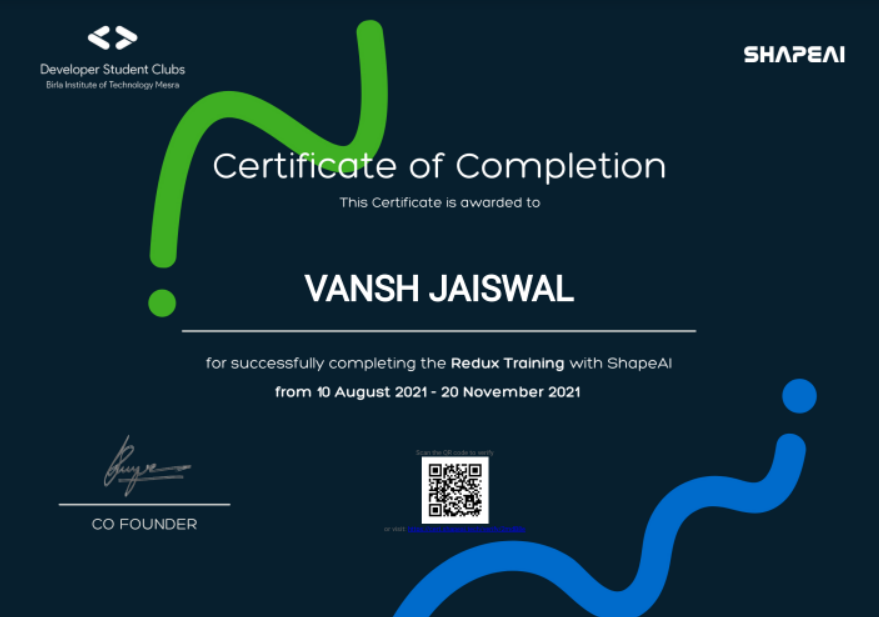 Developer Student Clubs
Birla Institute of Technology Mesra
SHAPEAI
Certificate of Completion
This Certificate is awarded to
VANSH JAISWAL
for successfully completing the Redux Training with ShapeAI
from 10 August 2021 - 20 November 2021
Scan the QR code to verify
or visit
CO FOUNDER